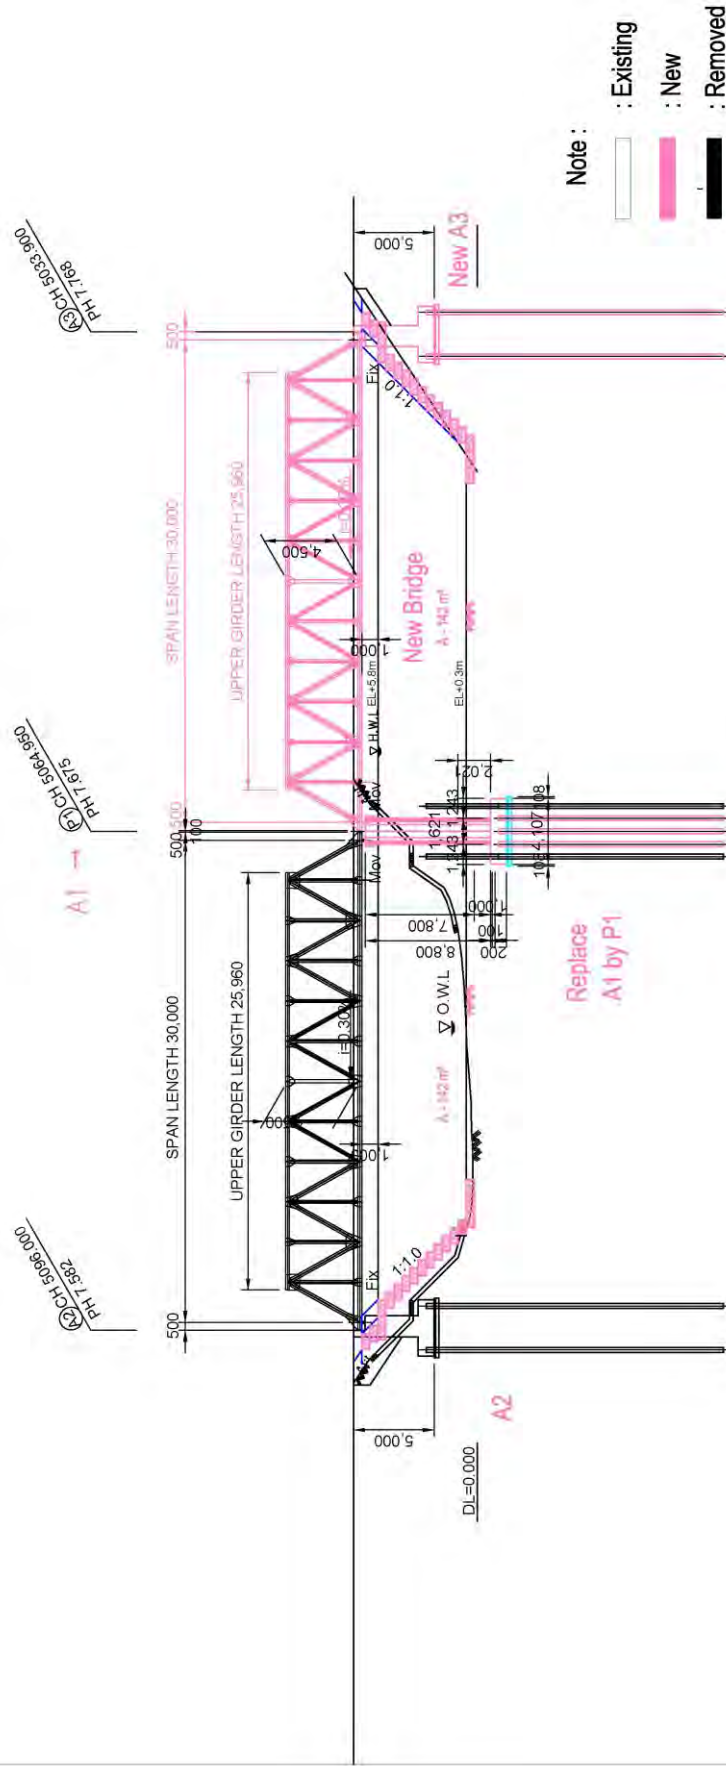 A2 CH 5096.000
PH 7.582
A1 →
P1 CH 5064.950
PH 7.675
A3 CH 5033.900
PH 7.768
500
SPAN LENGTH 30,000
500
500
100
SPAN LENGTH 30,000
500
UPPER GIRDER LENGTH 25,960
UPPER GIRDER LENGTH 25,960
4,500
Fix
Mov
Mov
Fix
1,000
▽ H.W.L EL+5.8m
1:1.0
1:1.0
5,000
5,000
A2
New A3
New Bridge
A - 142 m²
A - 142 m²
▽ O.W.L
EL+0.3m
7,800
8,800
1,000
100
200
1,621
1,243
2,021
108
DL=0.000
Replace
A1 by P1
Note :
: Existing
: New
: Removed